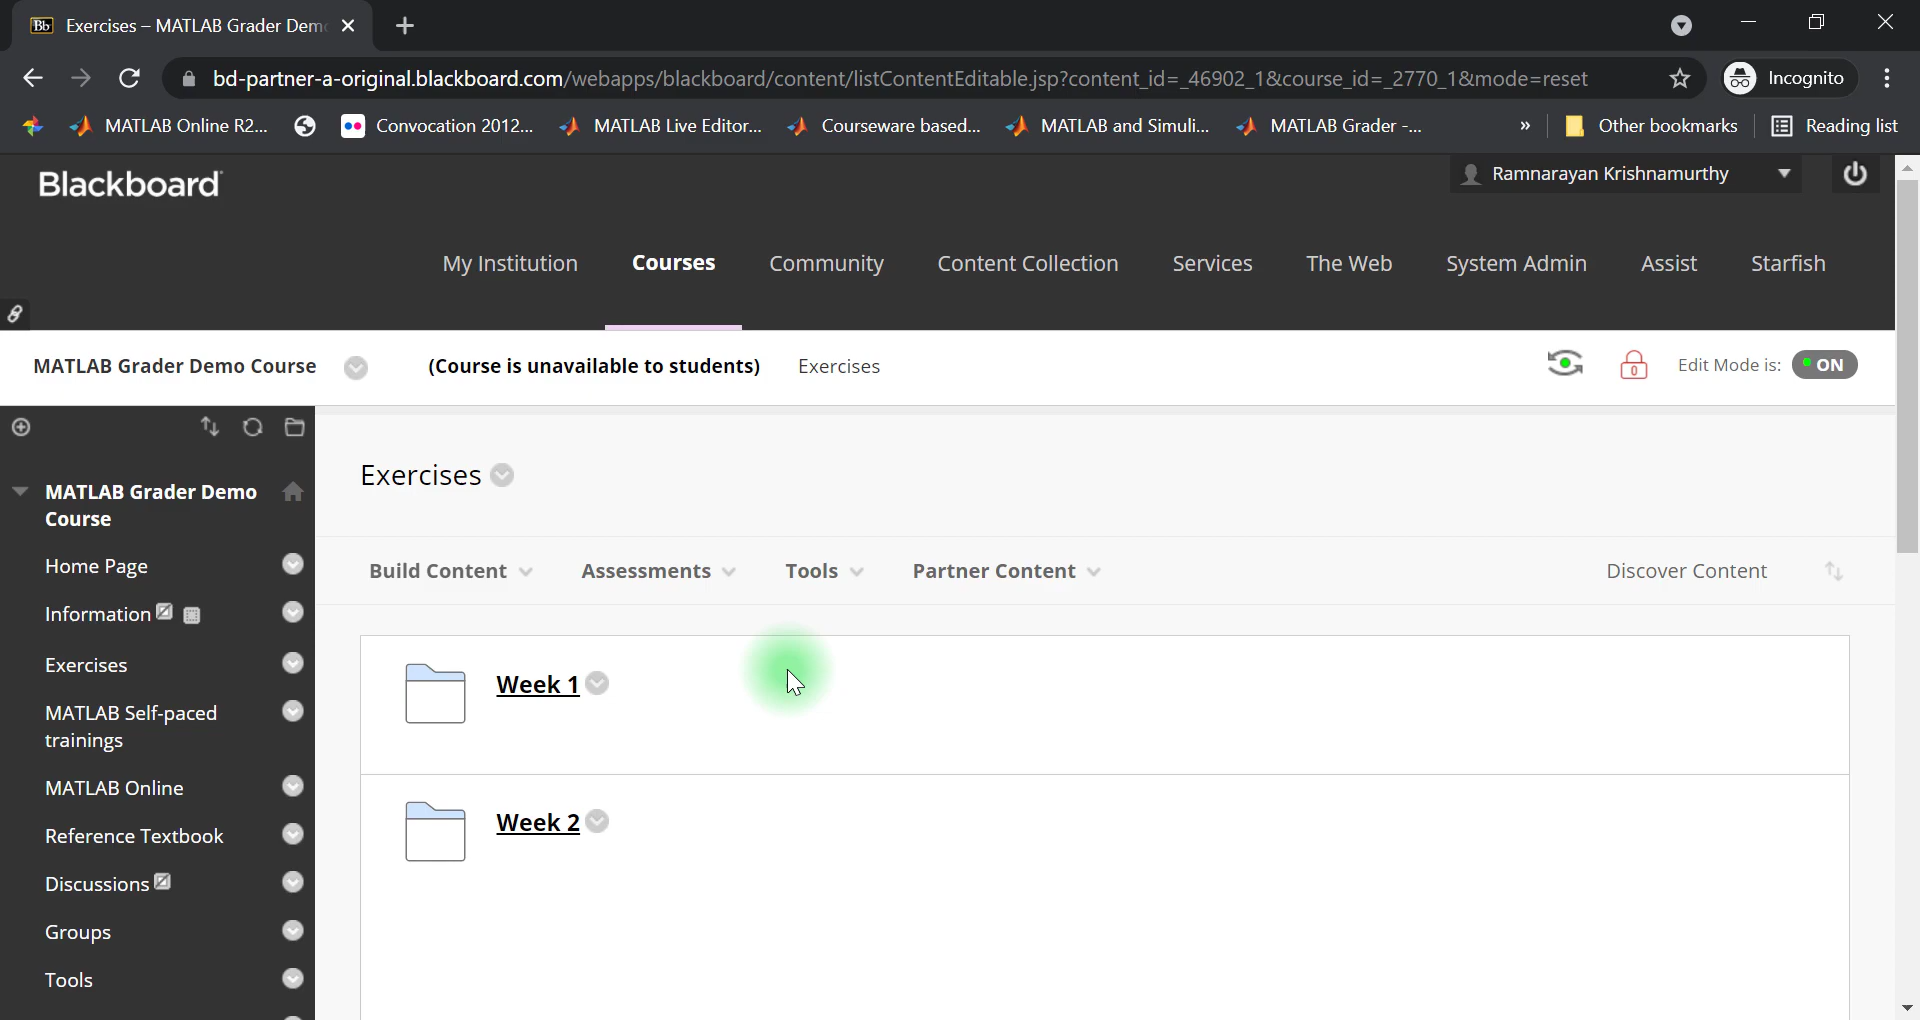 Bb Exercises – MATLAB Grader Dem
bd-partner-a-original.blackboard.com/webapps/blackboard/content/listContentEditable.jsp?content_id=_46902_1&course_id=_2770_1&mode=reset
Incognito
MATLAB Online R2...
Convocation 2012...
MATLAB Live Editor...
Courseware based...
MATLAB and Simuli...
MATLAB Grader -...
»
Other bookmarks
Reading list
Blackboard
Ramnarayan Krishnamurthy
My Institution
Courses
Community
Content Collection
Services
The Web
System Admin
Assist
Starfish
MATLAB Grader Demo Course
(Course is unavailable to students)
Exercises
0
Edit Mode is:
ON
MATLAB Grader Demo
Course
Home Page
Information
Exercises
MATLAB Self-paced
trainings
MATLAB Online
Reference Textbook
Discussions
Groups
Tools
Exercises
Build Content
Assessments
Tools
Partner Content
Discover Content
Week 1
Week 2